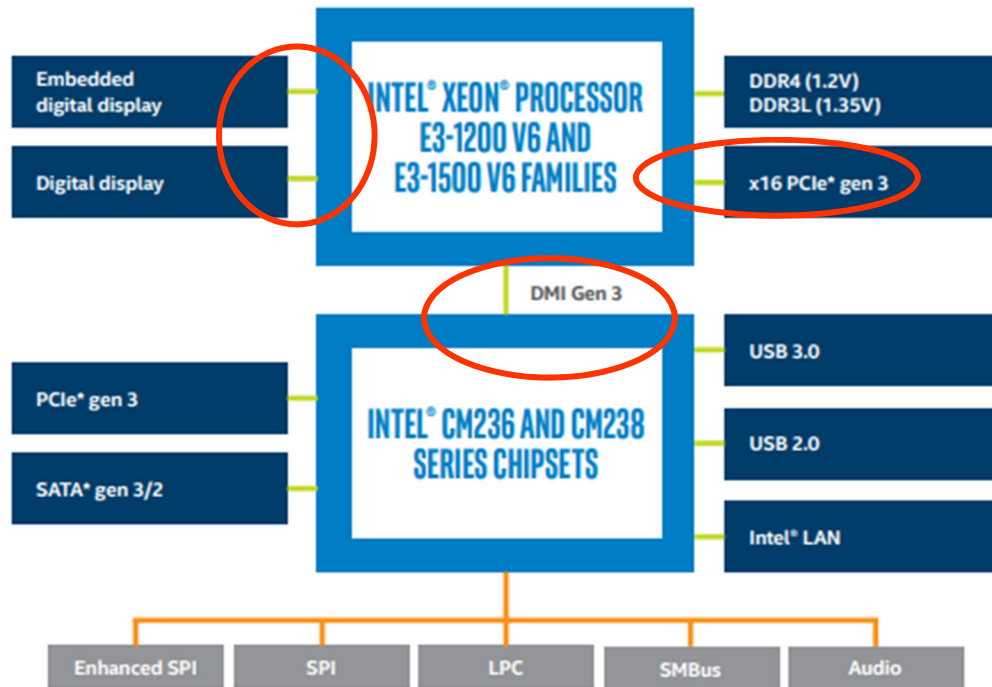 Embedded
digital display
Digital display
INTEL® XEON® PROCESSOR
E3-1200 V6 AND
E3-1500 V6 FAMILIES
DDR4 (1.2V)
DDR3L (1.35V)
x16 PCIe* gen 3
DMI Gen 3
PCIe* gen 3
SATA* gen 3/2
INTEL® CM236 AND CM238
SERIES CHIPSETS
USB 3.0
USB 2.0
Intel® LAN
Enhanced SPI
SPI
LPC
SMBus
Audio